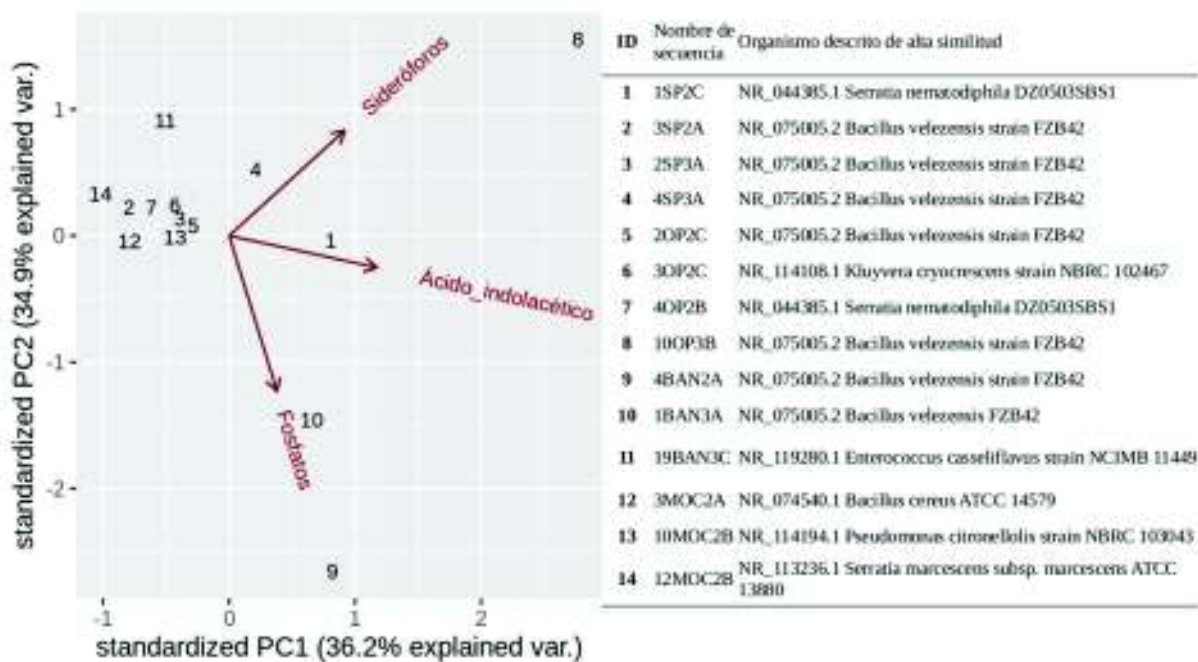 standardized PC2 (34.9% explained var.)
1
0
-1
-2
-1
0
1
2
standardized PC1 (36.2% explained var.)
Sideróforos
Ácido_indolacético
Fosfatos
8
11
4
14
2
7
6
3
5
12
13
1
10
9
ID Nombre de secuencia Organismo descrito de alta similitud
1 1SP2C NR_044385.1 Serratia nematodiphila DZ0503SBS1
2 3SP2A NR_075005.2 Bacillus velezensis strain FZB42
3 2SP3A NR_075005.2 Bacillus velezensis strain FZB42
4 4SP3A NR_075005.2 Bacillus velezensis strain FZB42
5 2OP2C NR_075005.2 Bacillus velezensis strain FZB42
6 3OP2C NR_114108.1 Kluyvera cryocrescens strain NBRC 102467
7 4OP2B NR_044385.1 Serratia nematodiphila DZ0503SBS1
8 10OP3B NR_075005.2 Bacillus velezensis strain FZB42
9 4BAN2A NR_075005.2 Bacillus velezensis strain FZB42
10 1BAN3A NR_075005.2 Bacillus velezensis FZB42
11 19BAN3C NR_119280.1 Enterococcus casseliflavus strain NCIMB 11449
12 3MOC2A NR_074540.1 Bacillus cereus ATCC 14579
13 10MOC2B NR_114194.1 Pseudomonas citronellolis strain NBRC 103043
14 12MOC2B NR_113236.1 Serratia marcescens subsp. marcescens ATCC
13880